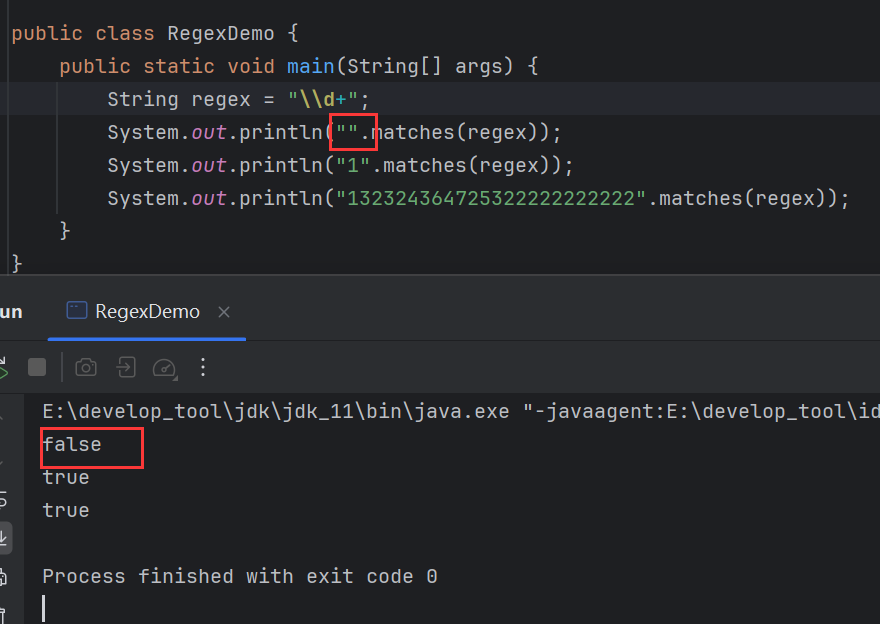 public class RegexDemo {
public static void main(String[] args) {
String regex = "\\d+";
System.out.println("".matches(regex));
System.out.println("1".matches(regex));
System.out.println("1323243647253222222222222".matches(regex));
}
}
un
RegexDemo
E:\develop_tool\jdk\jdk_11\bin\java.exe "-javaagent:E:\develop_tool\id
false
true
true
Process finished with exit code 0